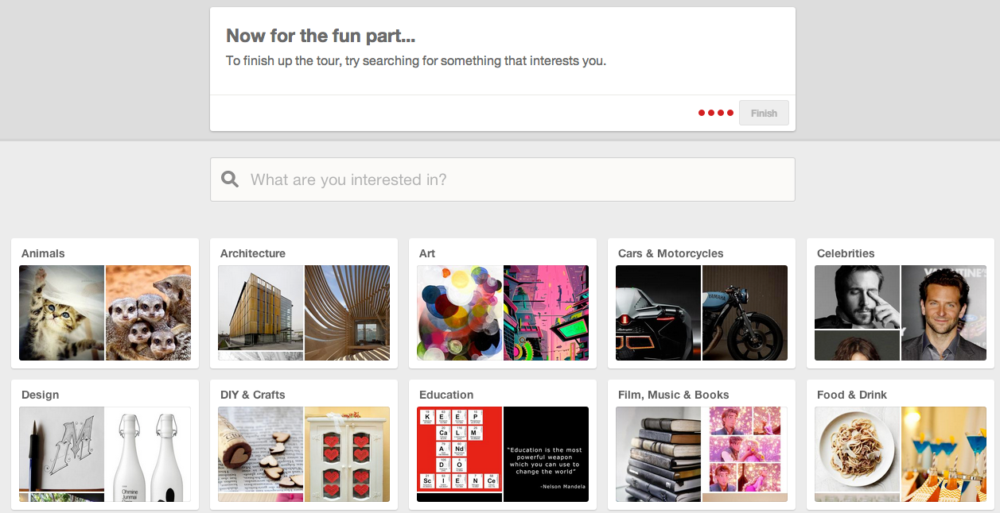 Now for the fun part...
To finish up the tour, try searching for something that interests you.
Finish
What are you interested in?
Animals
Architecture
Art
Cars & Motorcycles
Celebrities
YAMAHA
Design
DIY & Crafts
Education
Film, Music & Books
Food & Drink
M
Ohmine
Junmai
K E E P
Ca L M
A Nd
D O
Sc I E N Ce
"Education is the most
powerful weapon
which you can use to
change the world"
-Nelson Mandela